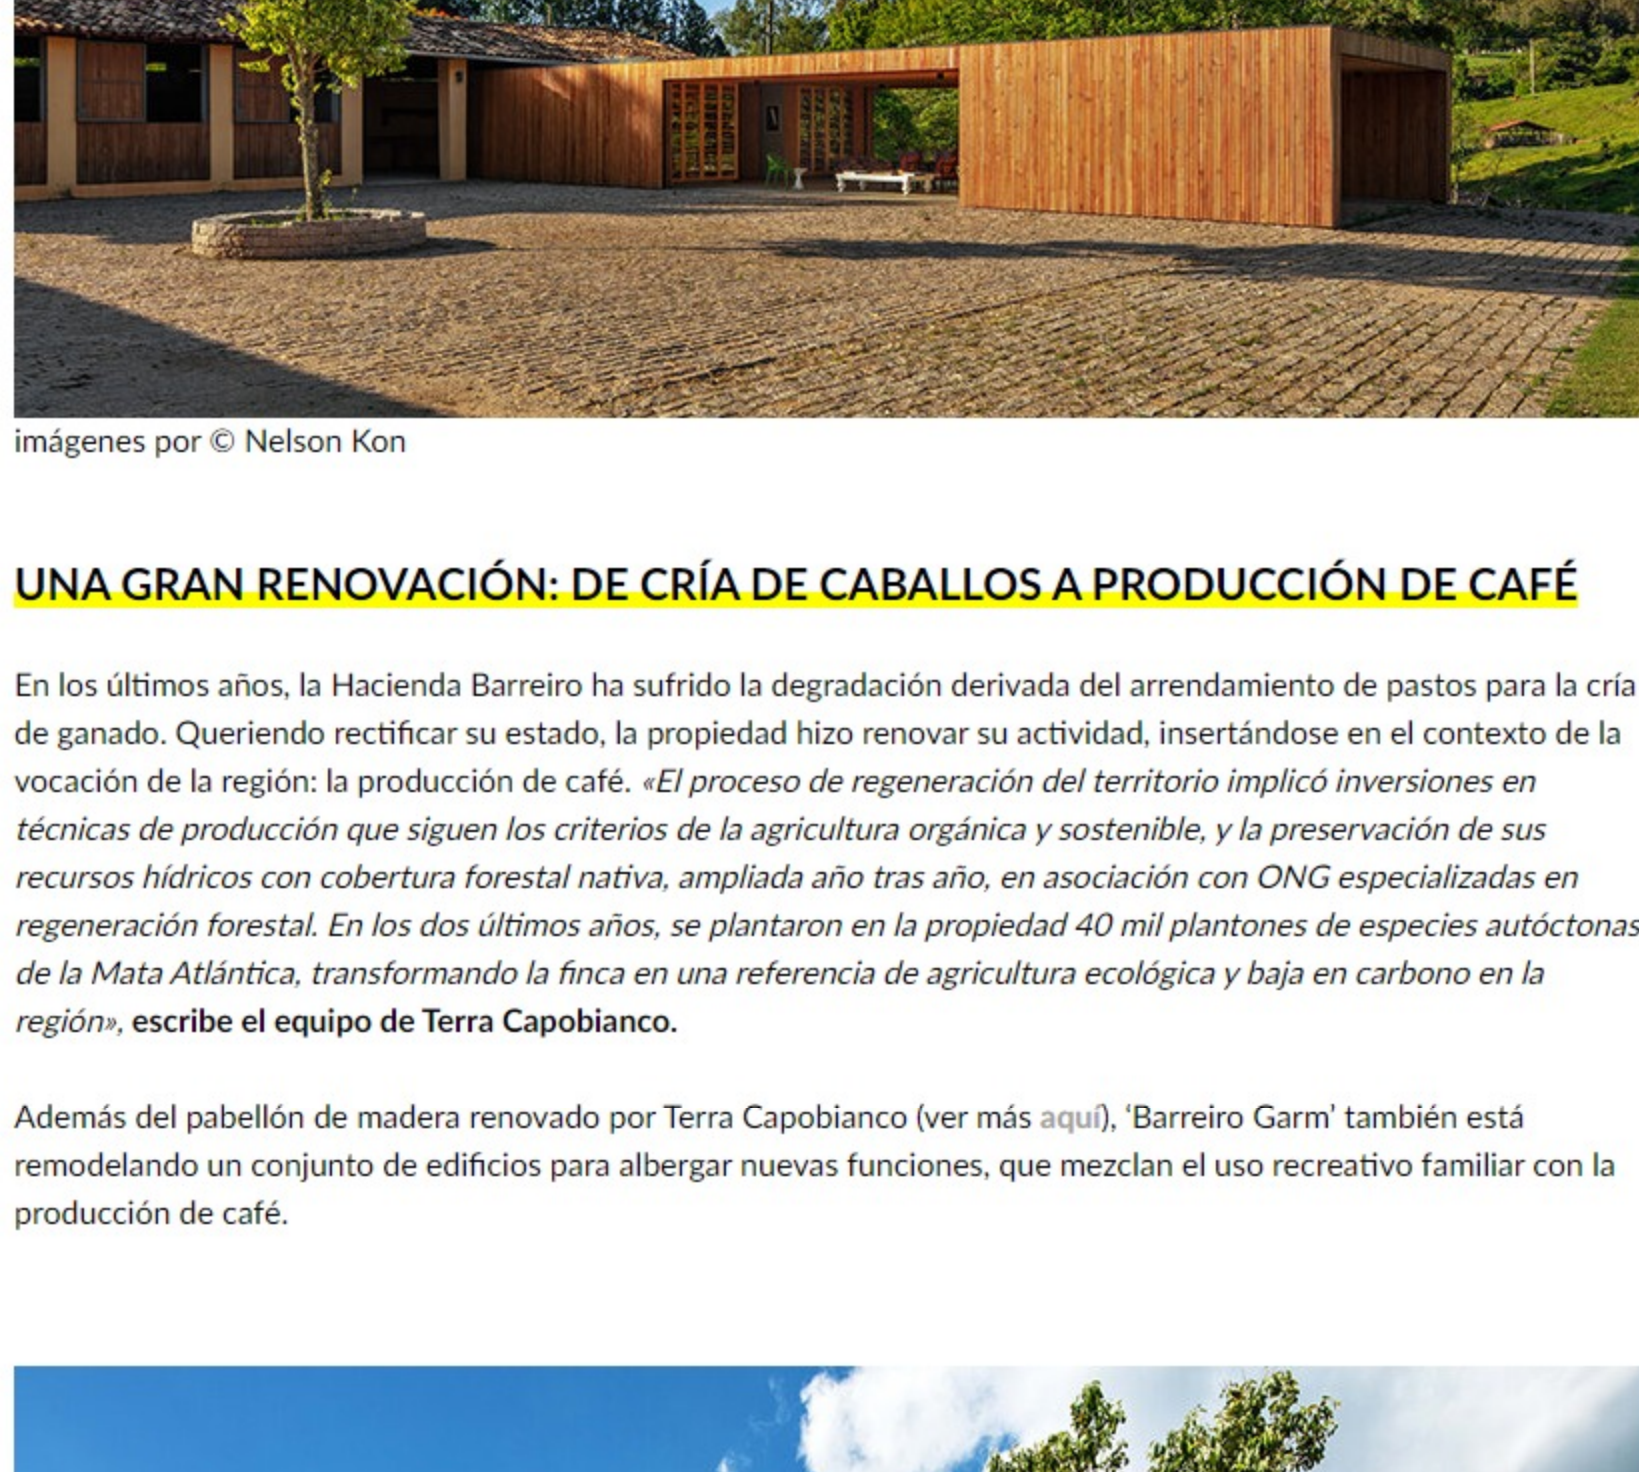 imágenes por © Nelson Kon
UNA GRAN RENOVACIÓN: DE CRÍA DE CABALLOS A PRODUCCIÓN DE CAFÉ
En los últimos años, la Hacienda Barreiro ha sufrido la degradación derivada del arrendamiento de pastos para la cría
de ganado. Queriendo rectificar su estado, la propiedad hizo renovar su actividad, insertándose en el contexto de la
vocación de la región: la producción de café. «El proceso de regeneración del territorio implicó inversiones en
técnicas de producción que siguen los criterios de la agricultura orgánica y sostenible, y la preservación de sus
recursos hídricos con cobertura forestal nativa, ampliada año tras año, en asociación con ONG especializadas en
regeneración forestal. En los dos últimos años, se plantaron en la propiedad 40 mil plantones de especies autóctonas
de la Mata Atlántica, transformando la finca en una referencia de agricultura ecológica y baja en carbono en la
región», escribe el equipo de Terra Capobianco.
Además del pabellón de madera renovado por Terra Capobianco (ver más aquí), ‘Barreiro Garm’ también está
remodelando un conjunto de edificios para albergar nuevas funciones, que mezclan el uso recreativo familiar con la
producción de café.